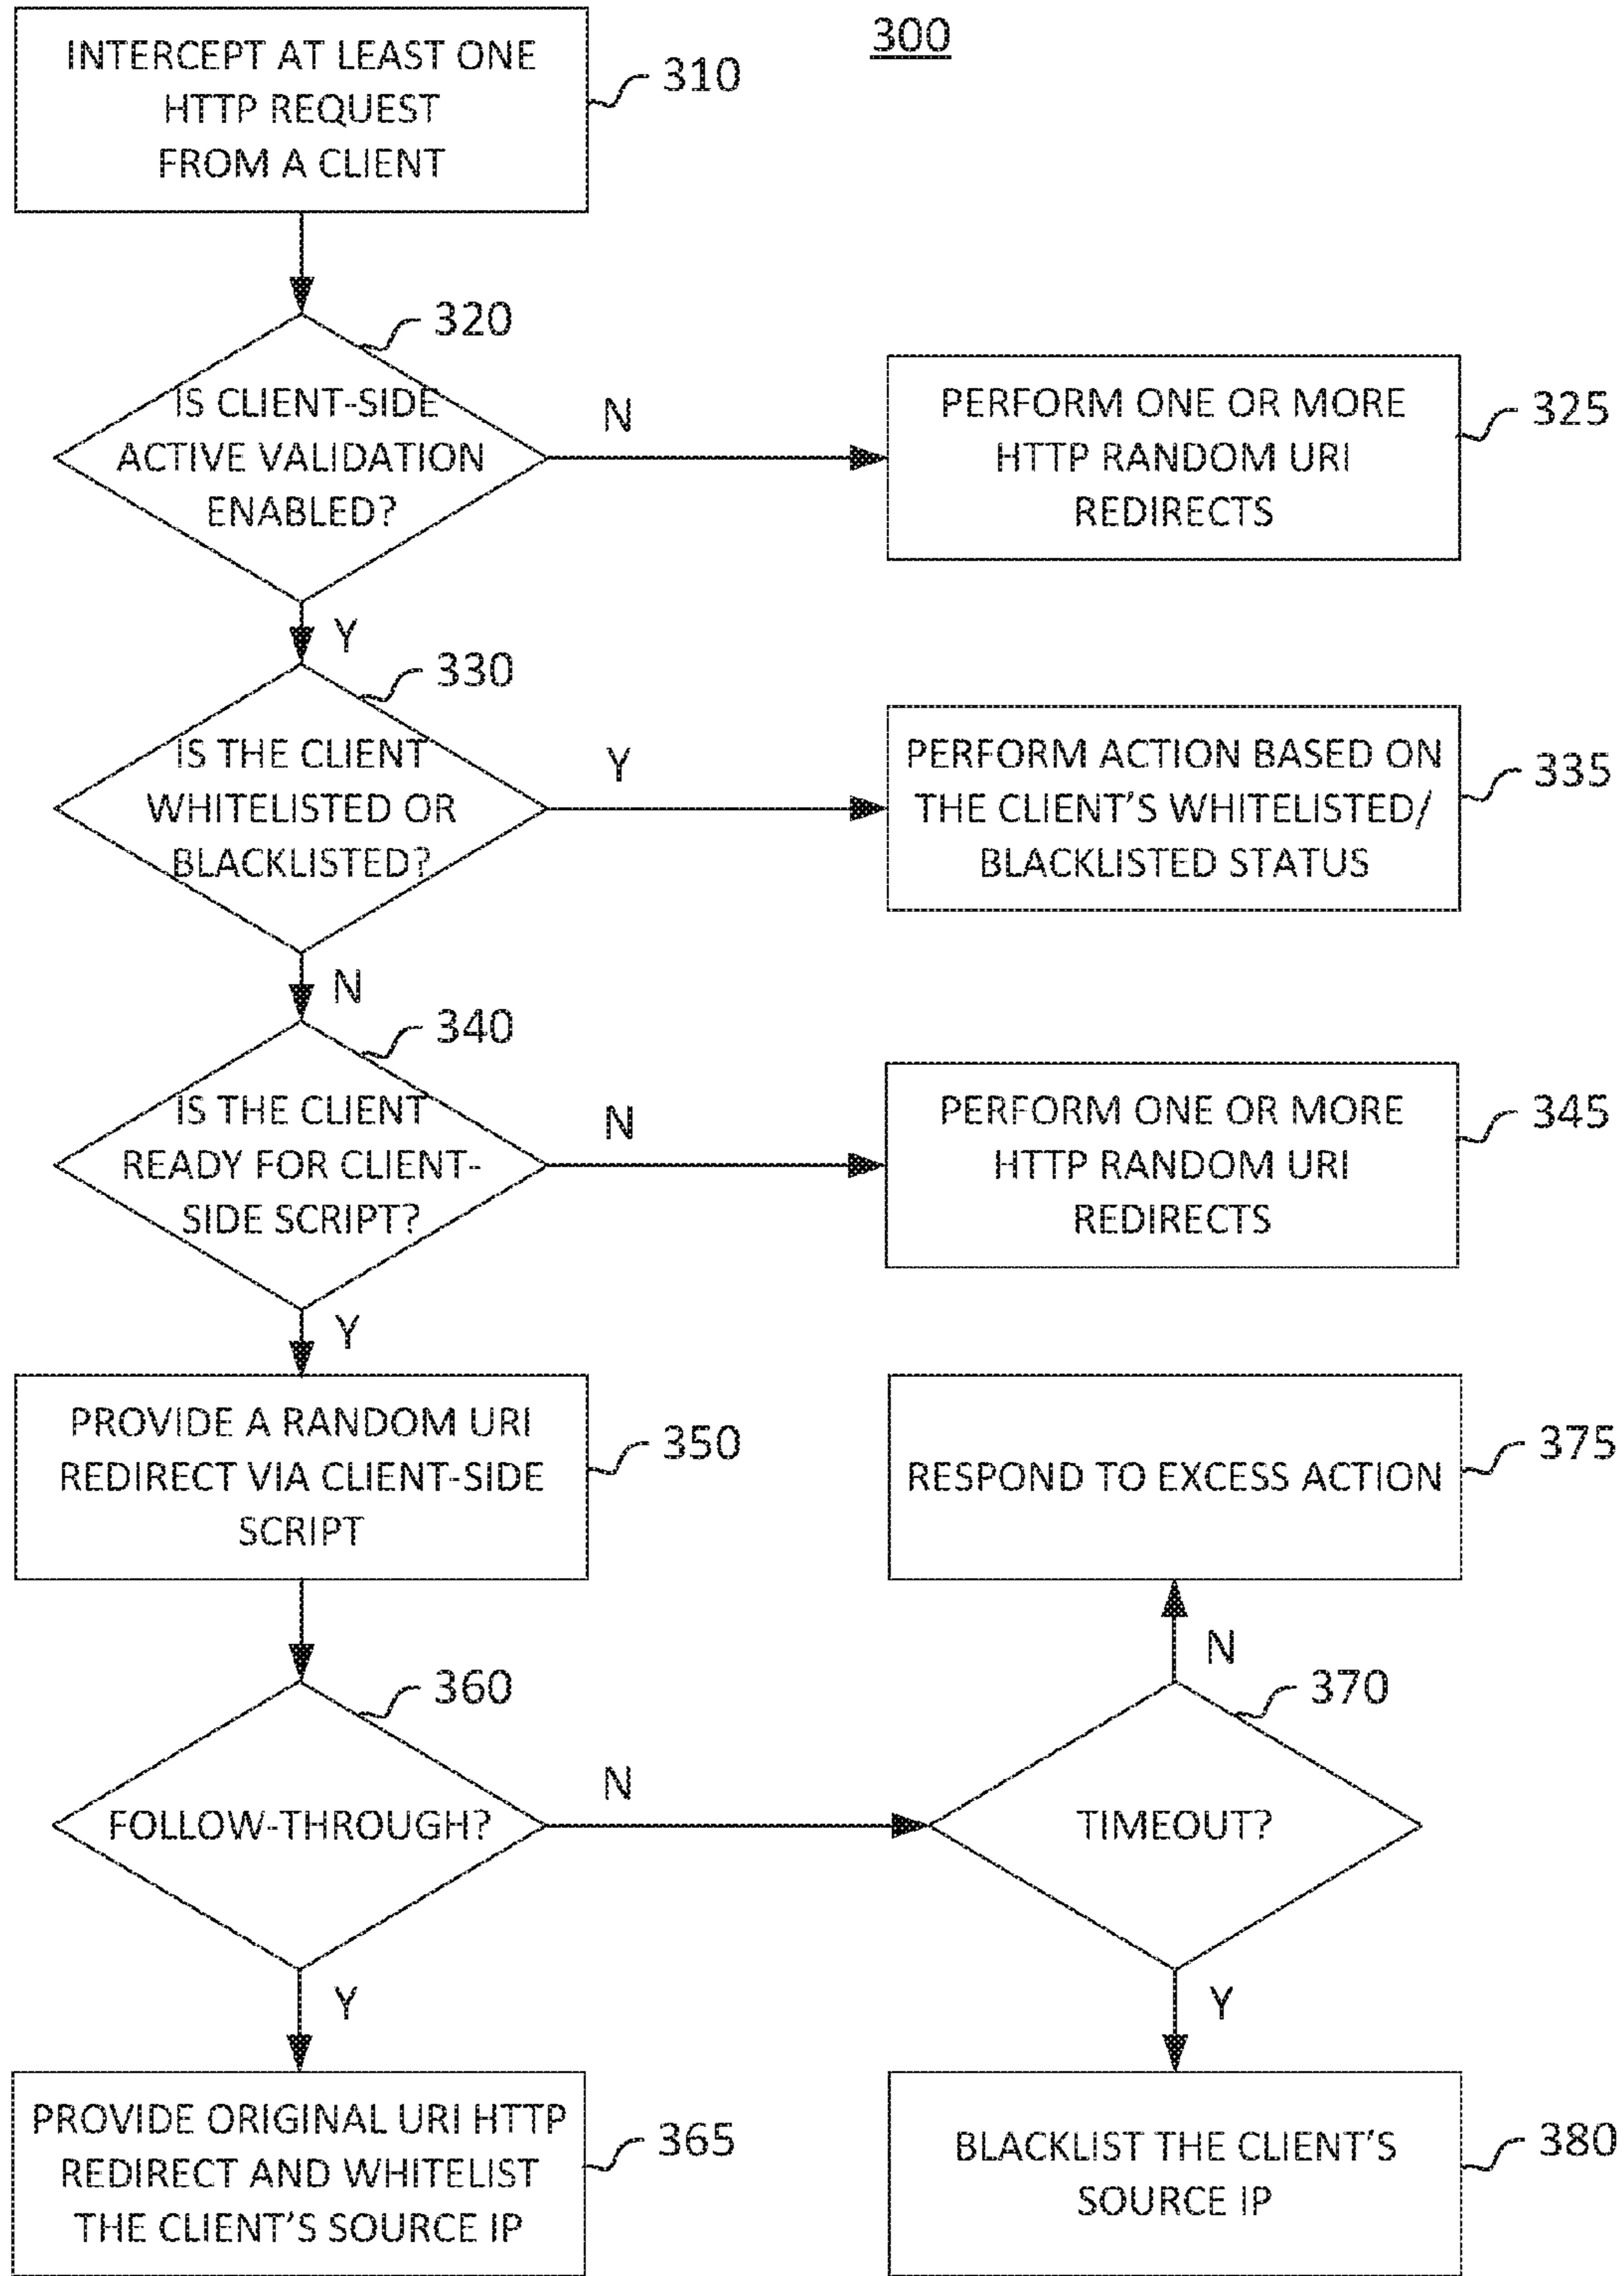 300
INTERCEPT AT LEAST ONE
HTTP REQUEST
FROM A CLIENT
310
320
IS CLIENT-SIDE
ACTIVE VALIDATION
ENABLED?
N
PERFORM ONE OR MORE
HTTP RANDOM URI
REDIRECTS
325
Y
330
IS THE CLIENT
WHITELISTED OR
BLACKLISTED?
Y
PERFORM ACTION BASED ON
THE CLIENT'S WHITELISTED/
BLACKLISTED STATUS
335
N
340
IS THE CLIENT
READY FOR CLIENT-
SIDE SCRIPT?
N
PERFORM ONE OR MORE
HTTP RANDOM URI
REDIRECTS
345
Y
PROVIDE A RANDOM URI
REDIRECT VIA CLIENT-SIDE
SCRIPT
350
RESPOND TO EXCESS ACTION
375
N
360
FOLLOW-THROUGH?
N
370
TIMEOUT?
Y
Y
PROVIDE ORIGINAL URI HTTP
REDIRECT AND WHITELIST
THE CLIENT'S SOURCE IP
365
BLACKLIST THE CLIENT'S
SOURCE IP
380